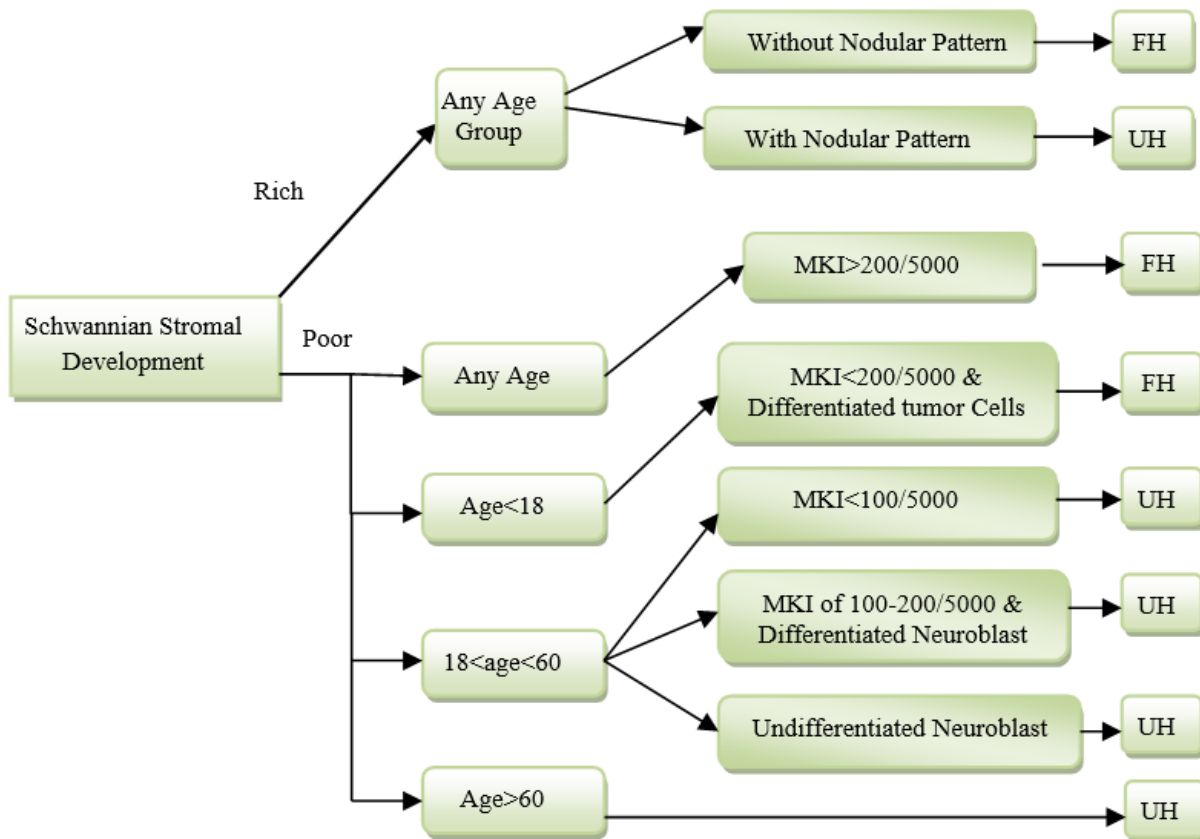 Without Nodular Pattern
FH
Any Age
Group
With Nodular Pattern
UH
Rich
MKI>200/5000
FH
Schwannian Stromal
Development
Poor
Any Age
MKI<200/5000 &
Differentiated tumor Cells
FH
Age<18
MKI<100/5000
UH
MKI of 100-200/5000 &
Differentiated Neuroblast
UH
18<age<60
Undifferentiated Neuroblast
UH
Age>60
UH